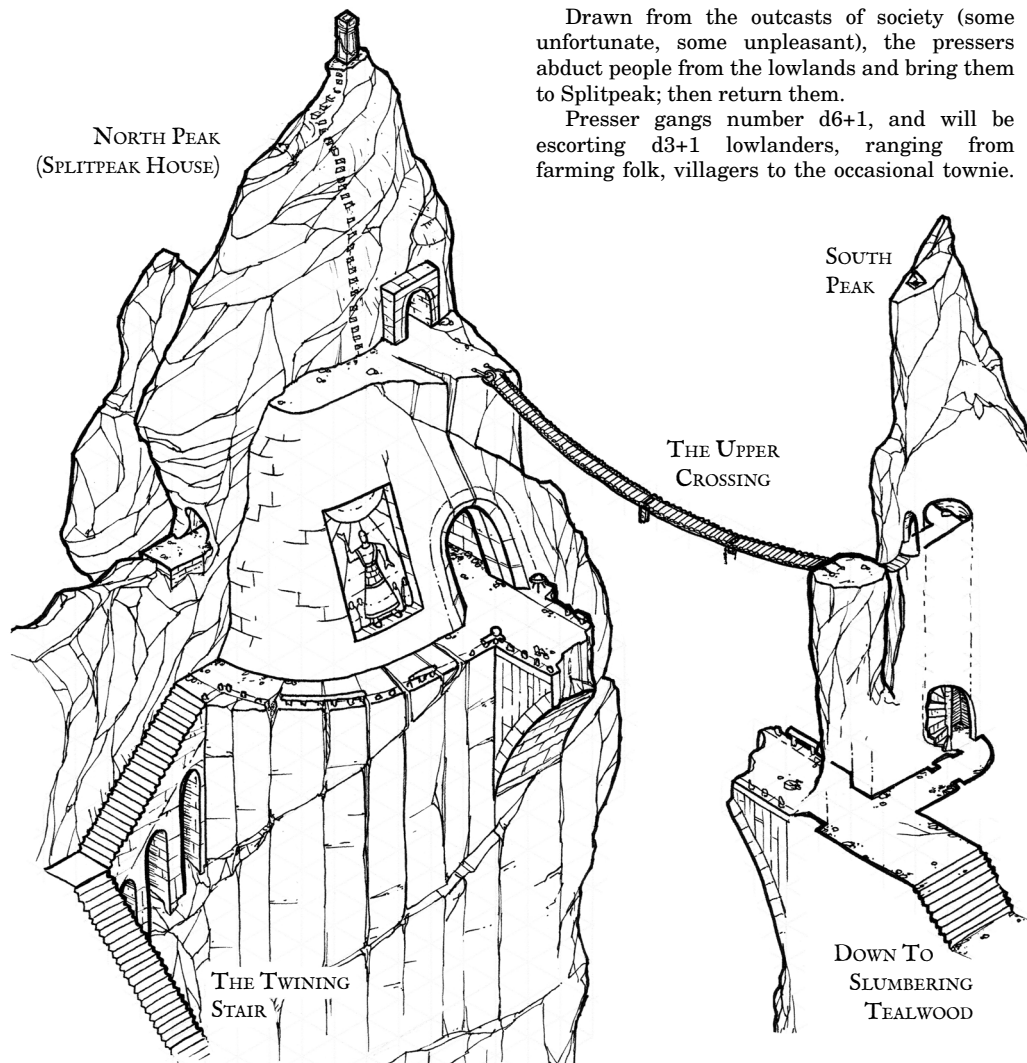 Drawn from the outcasts of society (some
unfortunate, some unpleasant), the pressers
abduct people from the lowlands and bring them
to Splitpeak; then return them.
Presser gangs number d6+1, and will be
escorting d3+1 lowlanders, ranging from
farming folk, villagers to the occasional townie.
North Peak
(Splitpeak House)
South
Peak
The Upper
Crossing
The Twining
Stair
Down To
Slumbering
Tealwood